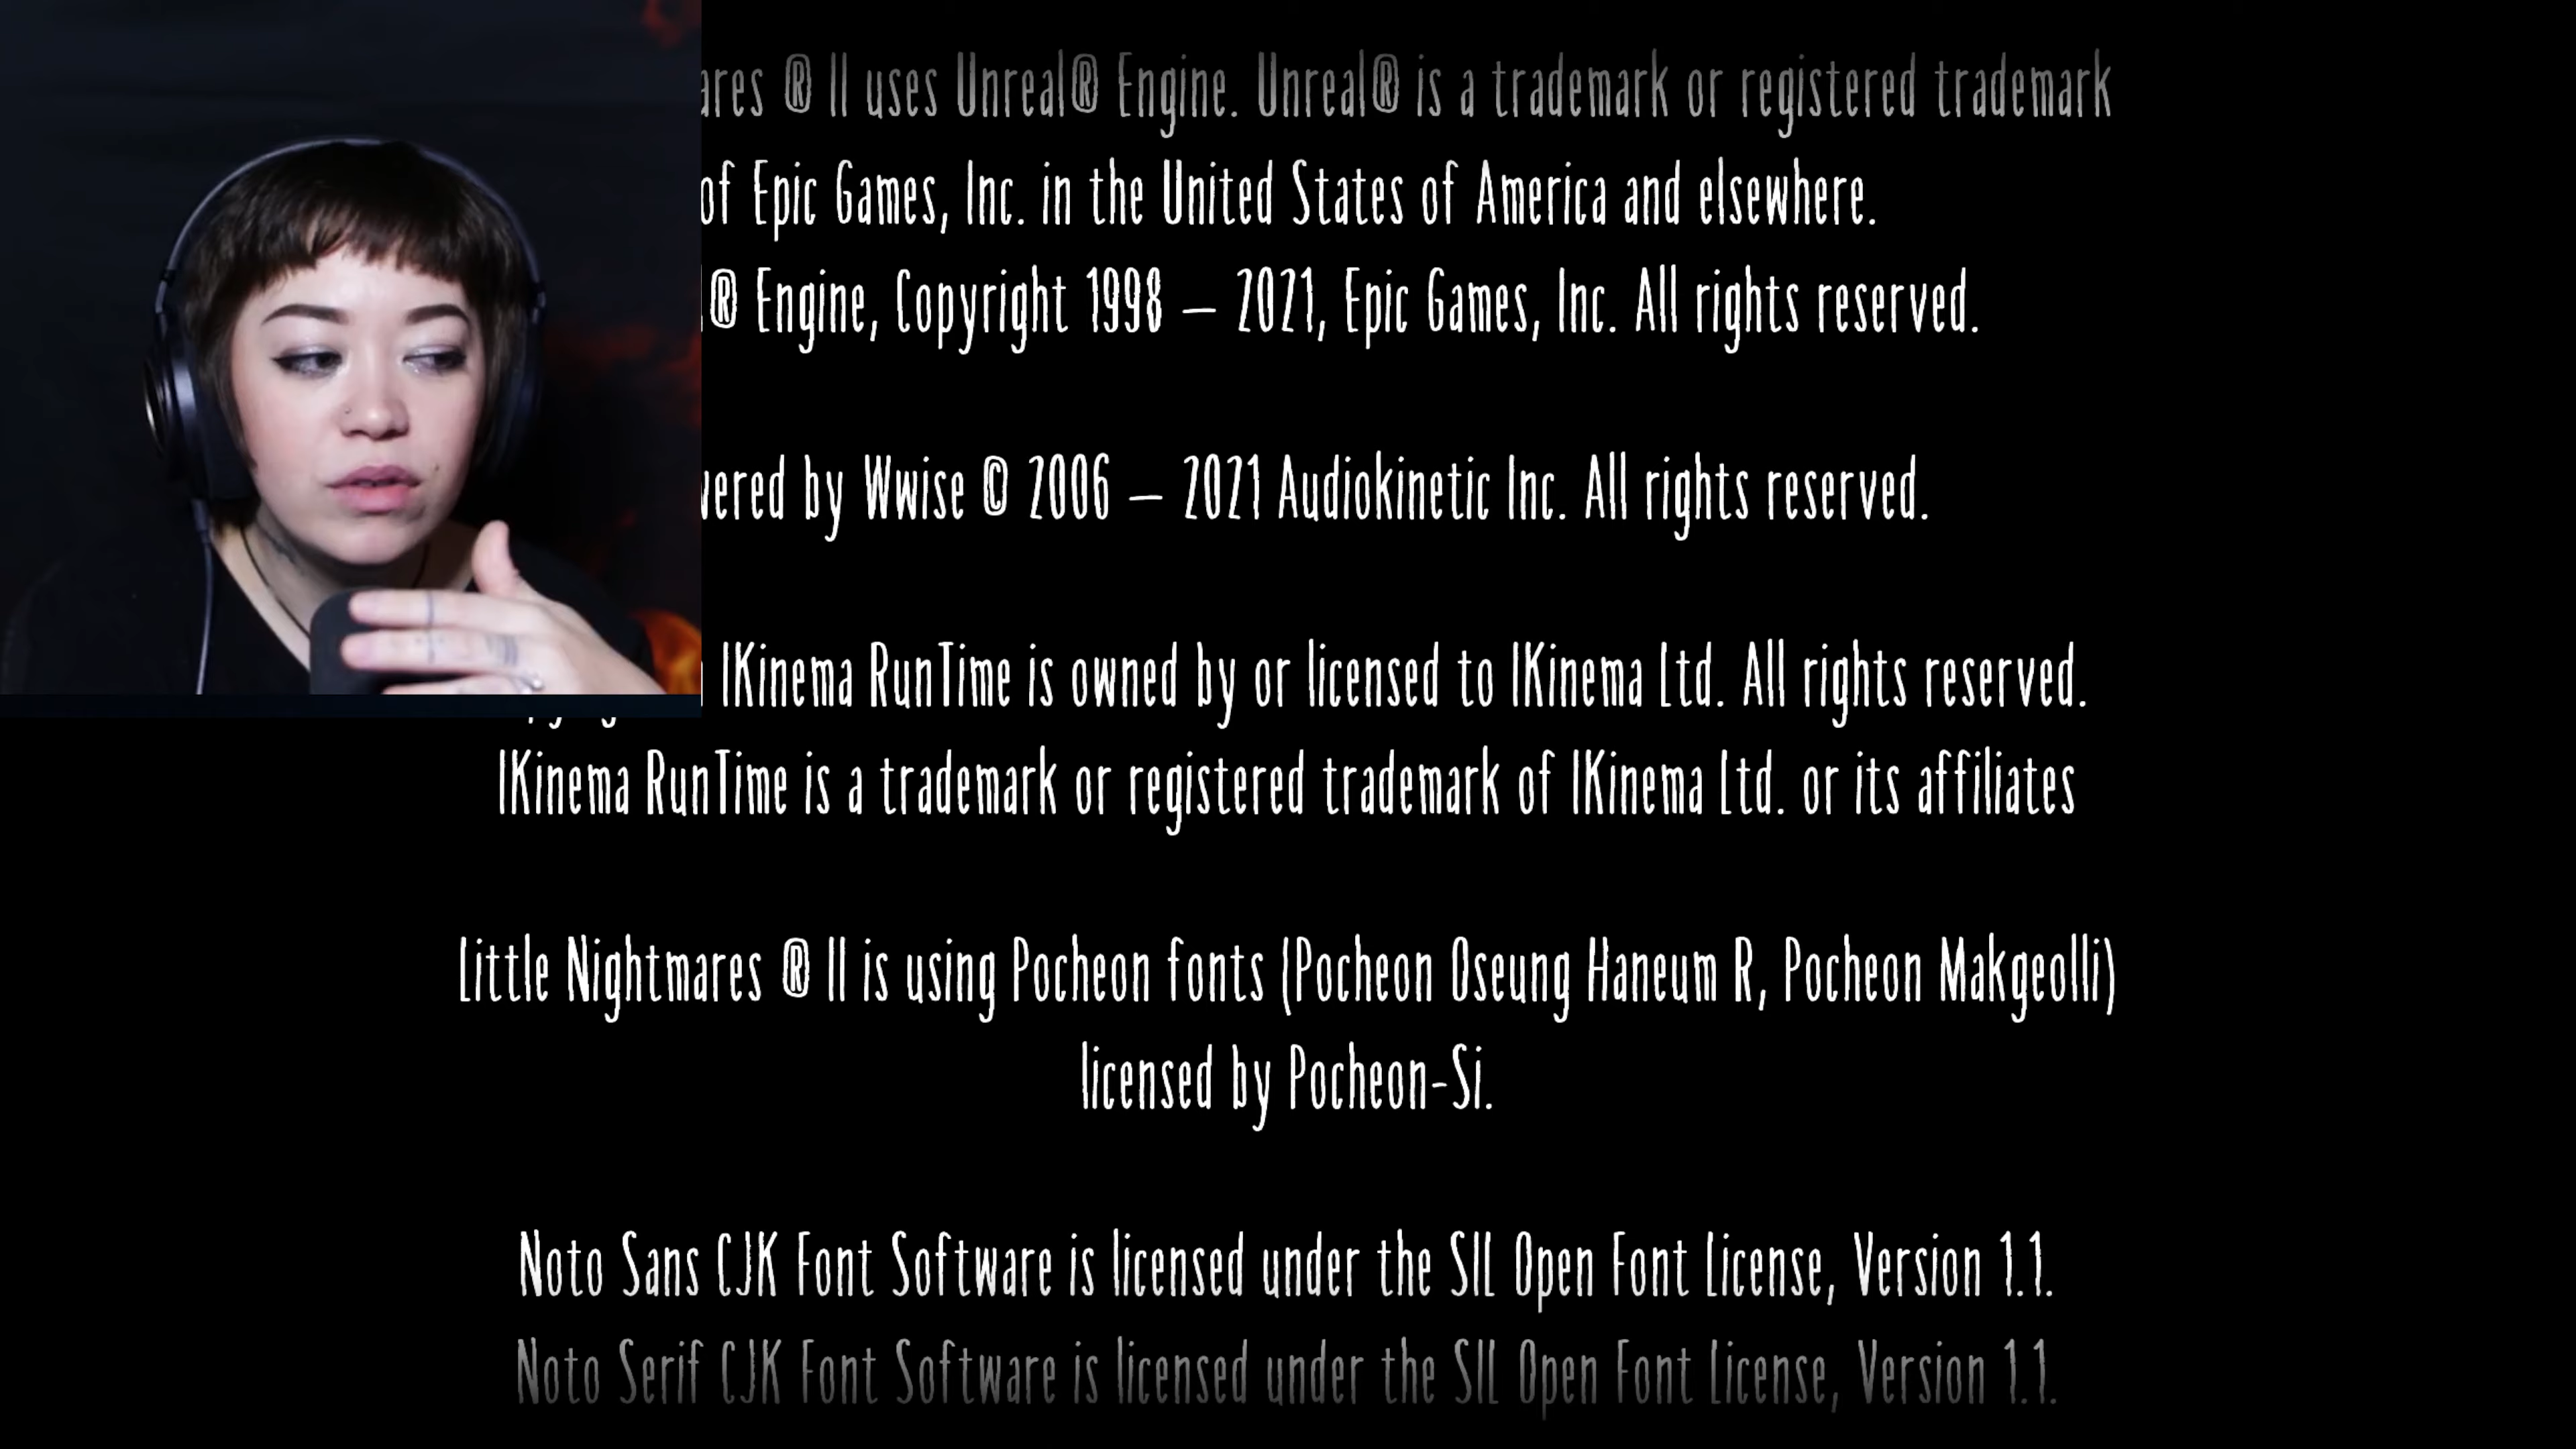 ares ® II uses Unreal® Engine. Unreal® is a trademark or registered trademark
of Epic Games, Inc. in the United States of America and elsewhere.
® Engine, Copyright 1998 – 2021, Epic Games, Inc. All rights reserved.
wered by Wwise © 2006 – 2021 Audiokinetic Inc. All rights reserved.
IKinema RunTime is owned by or licensed to IKinema Ltd. All rights reserved.
IKinema RunTime is a trademark or registered trademark of IKinema Ltd. or its affiliates
Little Nightmares ® II is using Pocheon fonts (Pocheon Oseung Haneum R, Pocheon Makgeolli)
licensed by Pocheon-Si.
Noto Sans CJK Font Software is licensed under the SIL Open Font License, Version 1.1.
Noto Serif CJK Font Software is licensed under the SIL Open Font License, Version 1.1.